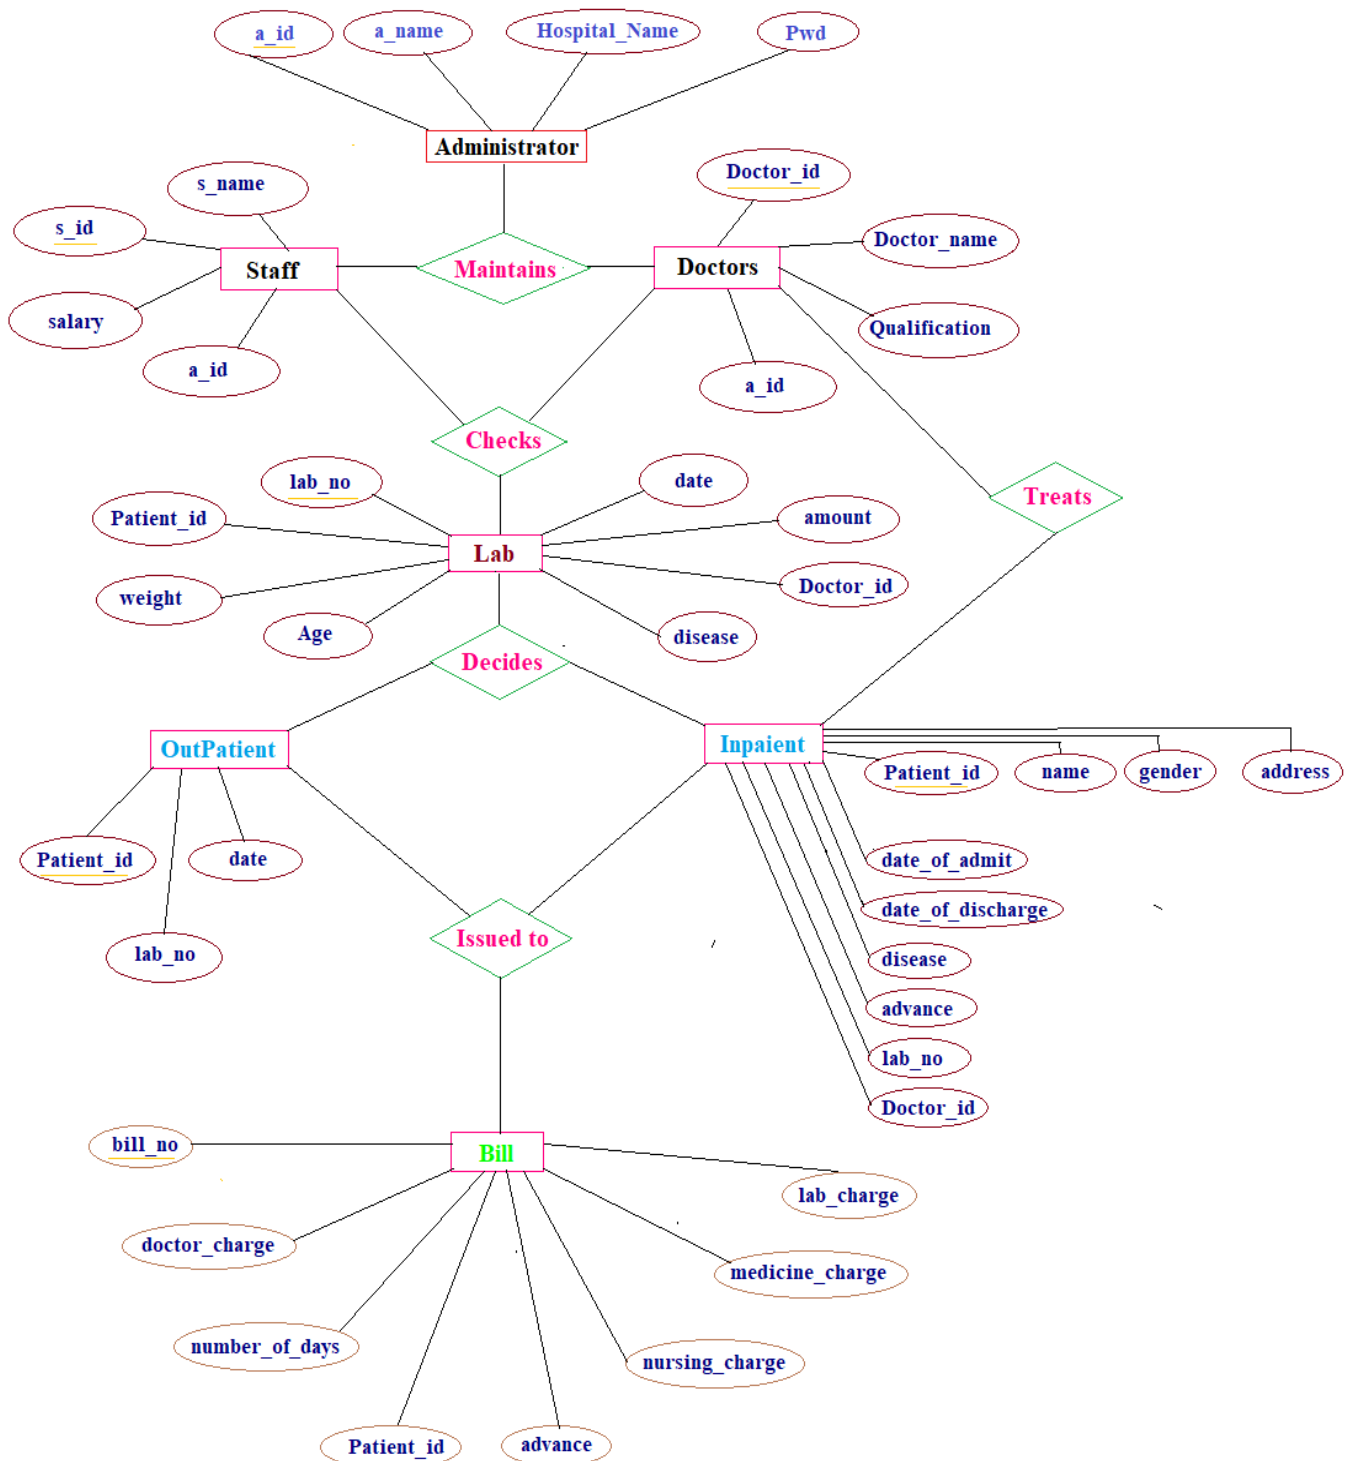 a_id
a_name
Hospital_Name
Pwd
Administrator
s_name
Doctor_id
s_id
Doctor_name
Staff
Maintains
Doctors
salary
Qualification
a_id
a_id
Checks
lab_no
date
Treats
Patient_id
amount
Lab
weight
Doctor_id
Age
disease
Decides
OutPatient
Inpaient
Patient_id
name
gender
address
Patient_id
date
date_of_admit
date_of_discharge
lab_no
Issued to
disease
advance
lab_no
Doctor_id
bill_no
Bill
lab_charge
doctor_charge
medicine_charge
number_of_days
nursing_charge
Patient_id
advance